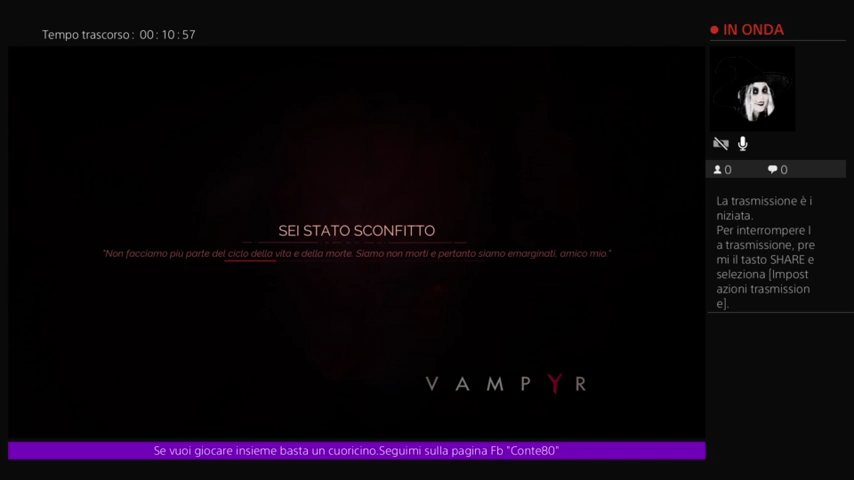 Tempo trascorso: 00:10:57
IN ONDA
0 0
SEI STATO SCONFITTO
"Non facciamo più parte del ciclo della vita e della morte. Siamo non morti e pertanto siamo emarginati, amico mio."
VAMPYR
La trasmissione è i
niziata.
Per interrompere l
a trasmissione, pre
mi il tasto SHARE e
seleziona [Impost
azioni trasmission
e].
Se vuoi giocare insieme basta un cuoricino.Seguimi sulla pagina Fb "Conte80"